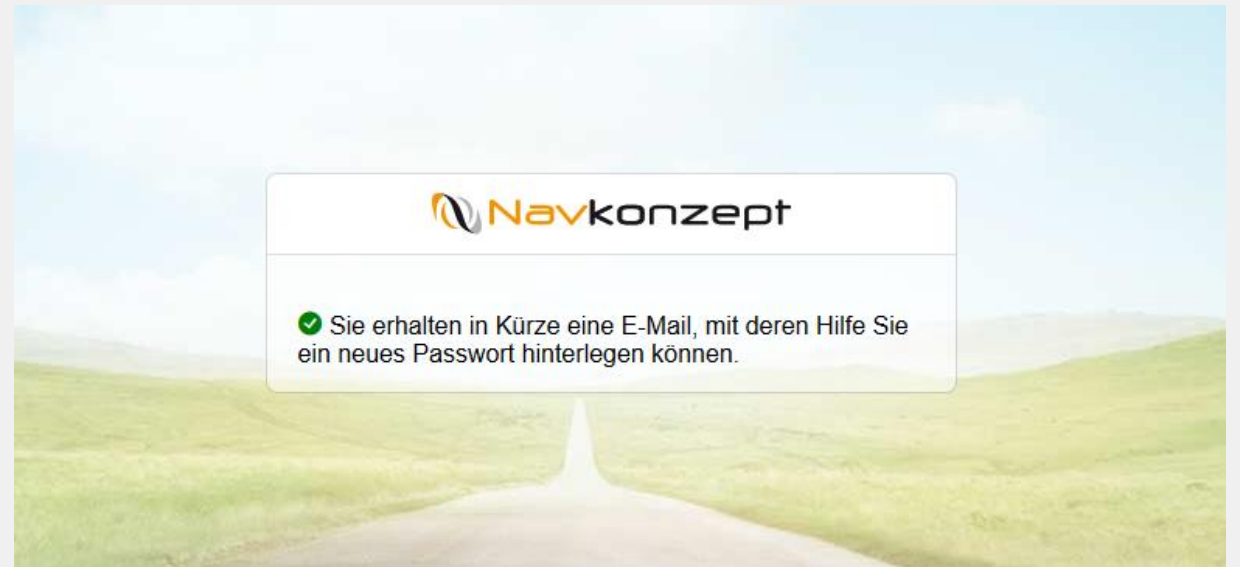 Navkonzept
Sie erhalten in Kürze eine E-Mail, mit deren Hilfe Sie
ein neues Passwort hinterlegen können.